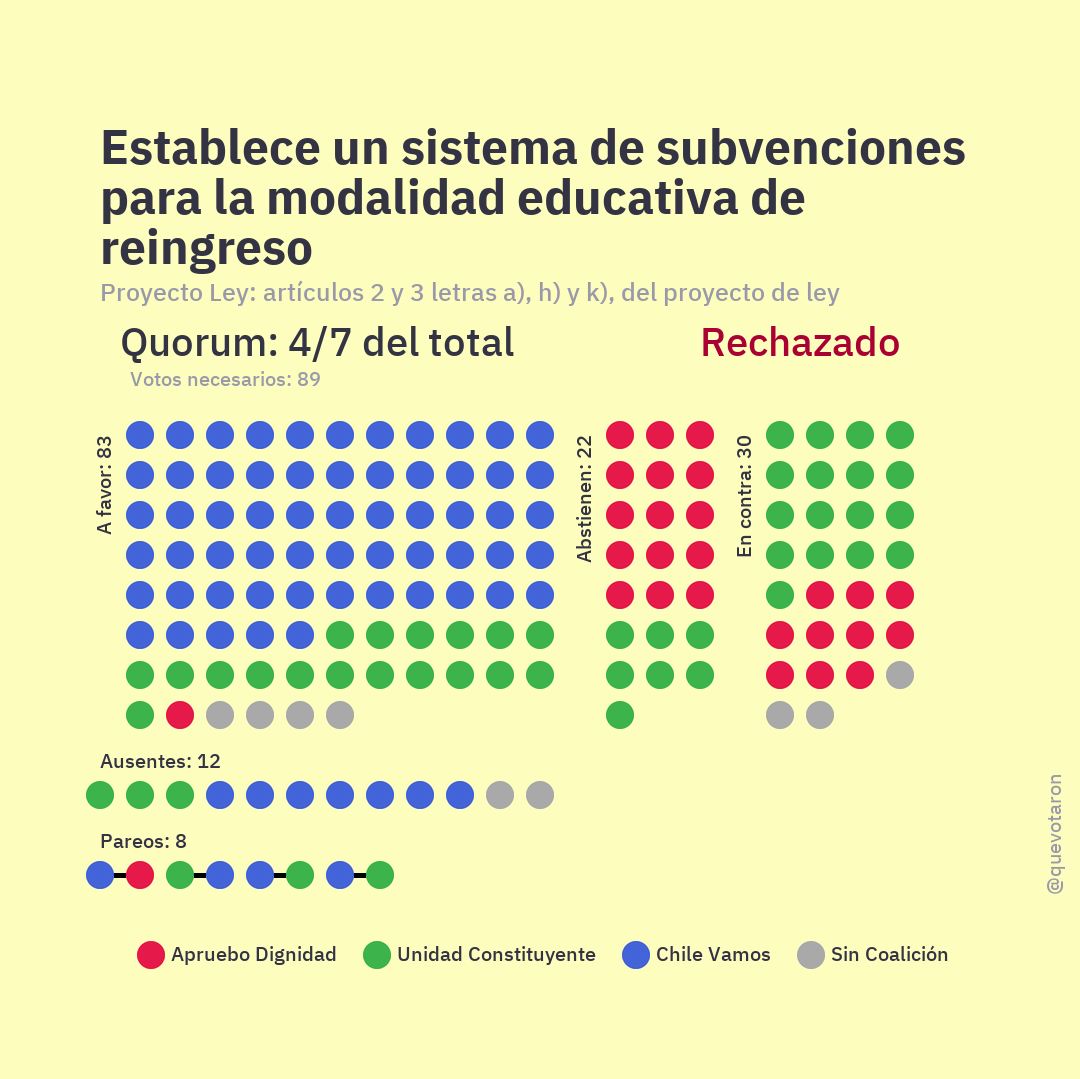 Establece un sistema de subvenciones
para la modalidad educativa de
reingreso
Proyecto Ley: artículos 2 y 3 letras a), h) y k), del proyecto de ley
Quorum: 4/7 del total
Rechazado
Votos necesarios: 89
A favor: 83
Abstienen: 22
En contra: 30
Ausentes: 12
Pareos: 8
@quevotaron
Apruebo Dignidad
Unidad Constituyente
Chile Vamos
Sin Coalición